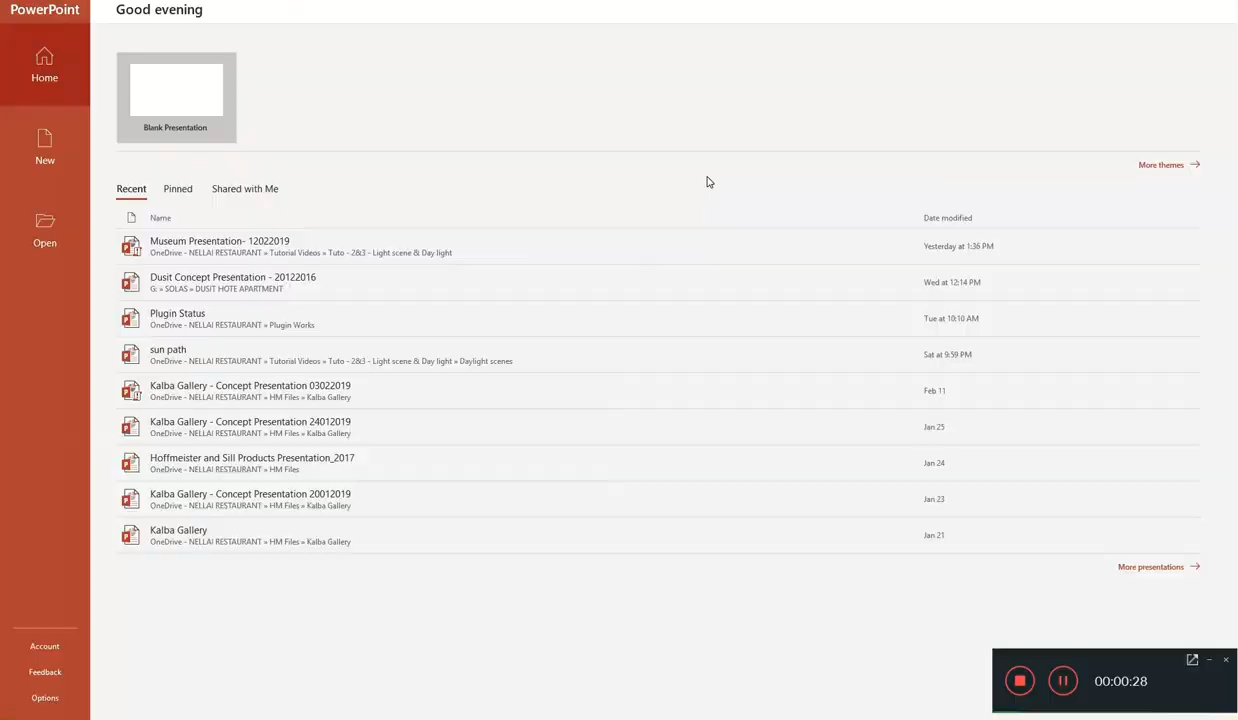 PowerPoint
Good evening
Home
New
Open
Blank Presentation
More themes
Recent Pinned Shared with Me
Name Date modified
Museum Presentation- 12022019
OneDrive - NELLAI RESTAURANT » Tutorial Videos » Tuto - 2&3 - Light scene & Day light
Yesterday at 1:36 PM
Dusit Concept Presentation - 20122016
G: » SOLAS » DUSIT HOTE APARTMENT
Wed at 12:14 PM
Plugin Status
OneDrive - NELLAI RESTAURANT » Plugin Works
Tue at 10:10 AM
sun path
OneDrive - NELLAI RESTAURANT » Tutorial Videos » Tuto - 2&3 - Light scene & Day light » Daylight scenes
Sat at 9:59 PM
Kalba Gallery - Concept Presentation 03022019
OneDrive - NELLAI RESTAURANT » HM Files » Kalba Gallery
Feb 11
Kalba Gallery - Concept Presentation 24012019
OneDrive - NELLAI RESTAURANT » HM Files » Kalba Gallery
Jan 25
Hoffmeister and Sill Products Presentation_2017
OneDrive - NELLAI RESTAURANT » HM Files
Jan 24
Kalba Gallery - Concept Presentation 20012019
OneDrive - NELLAI RESTAURANT » HM Files » Kalba Gallery
Jan 23
Kalba Gallery
OneDrive - NELLAI RESTAURANT » HM Files » Kalba Gallery
Jan 21
More presentations
Account
Feedback
Options
00:00:28